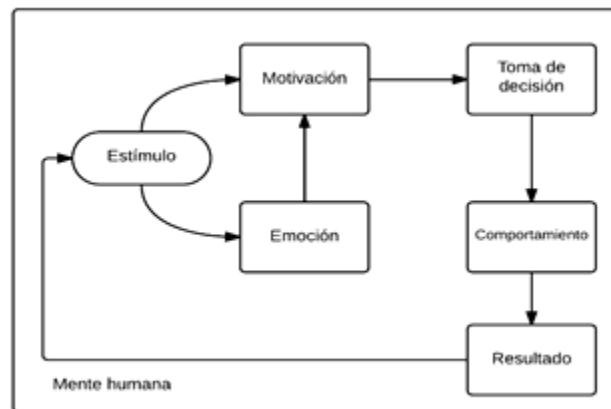 Motivación
Toma de
decisión
Estímulo
Emoción
Comportamiento
Resultado
Mente humana